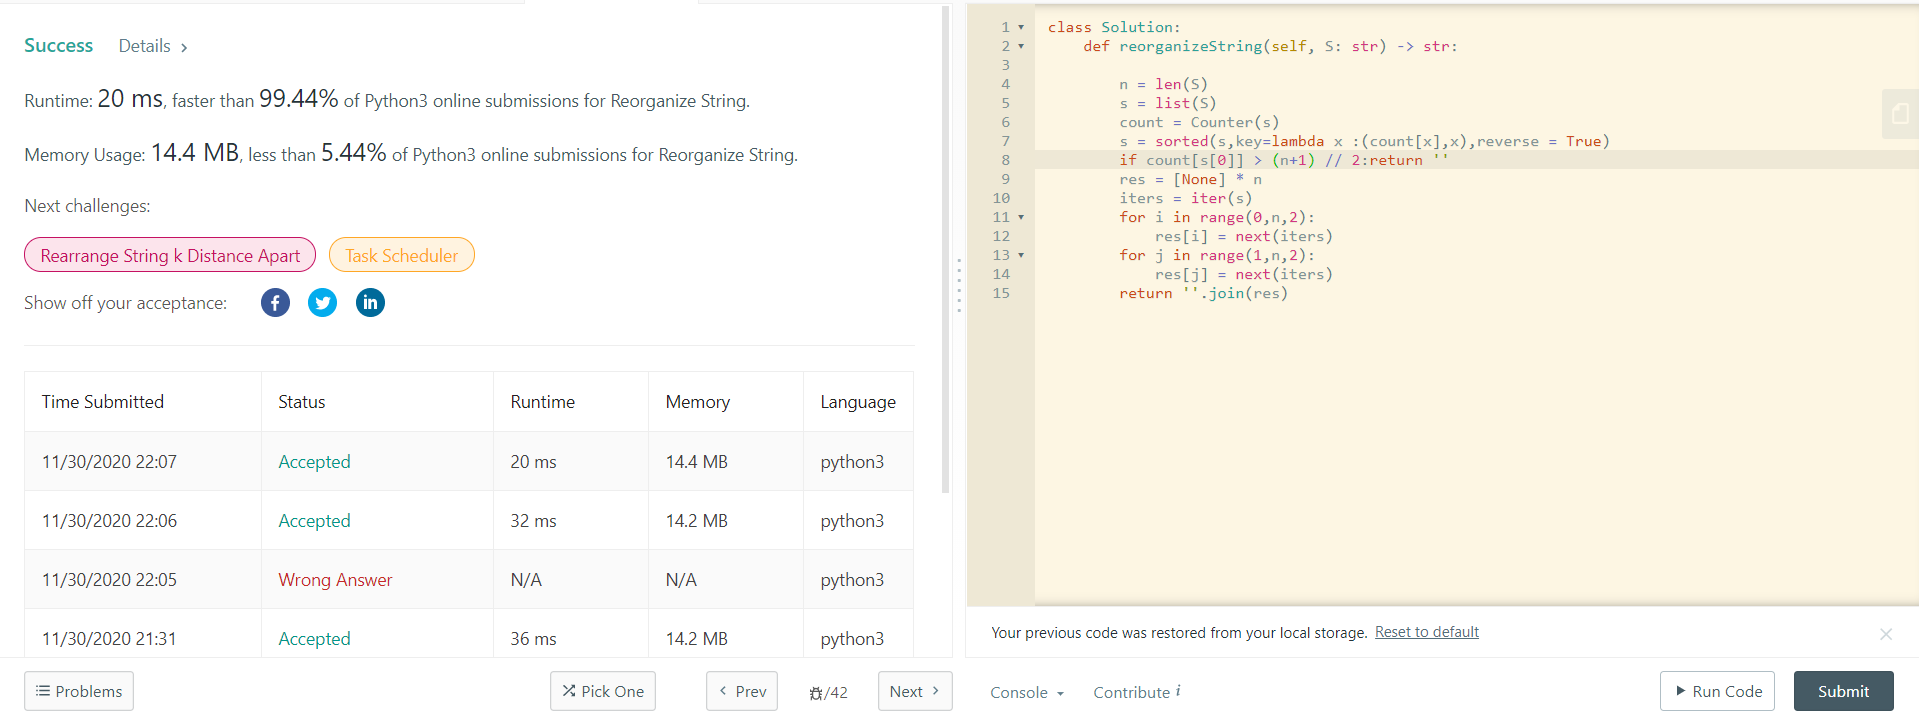 Success Details >
Runtime: 20 ms, faster than 99.44% of Python3 online submissions for Reorganize String.
Memory Usage: 14.4 MB, less than 5.44% of Python3 online submissions for Reorganize String.
Next challenges:
Rearrange String k Distance Apart Task Scheduler
Show off your acceptance:
Time Submitted Status Runtime Memory Language
11/30/2020 22:07 Accepted 20 ms 14.4 MB python3
11/30/2020 22:06 Accepted 32 ms 14.2 MB python3
11/30/2020 22:05 Wrong Answer N/A N/A python3
11/30/2020 21:31 Accepted 36 ms 14.2 MB python3
Problems Pick One < Prev /42 Next >
1 class Solution:
2     def reorganizeString(self, S: str) -> str:
3
4         n = len(S)
5         s = list(S)
6         count = Counter(s)
7         s = sorted(s,key=lambda x :(count[x],x),reverse = True)
8         if count[s[0]] > (n+1) // 2:return ''
9         res = [None] * n
10         iters = iter(s)
11         for i in range(0,n,2):
12             res[i] = next(iters)
13         for j in range(1,n,2):
14             res[j] = next(iters)
15         return ''.join(res)
Your previous code was restored from your local storage. Reset to default
Console Contribute i Run Code Submit